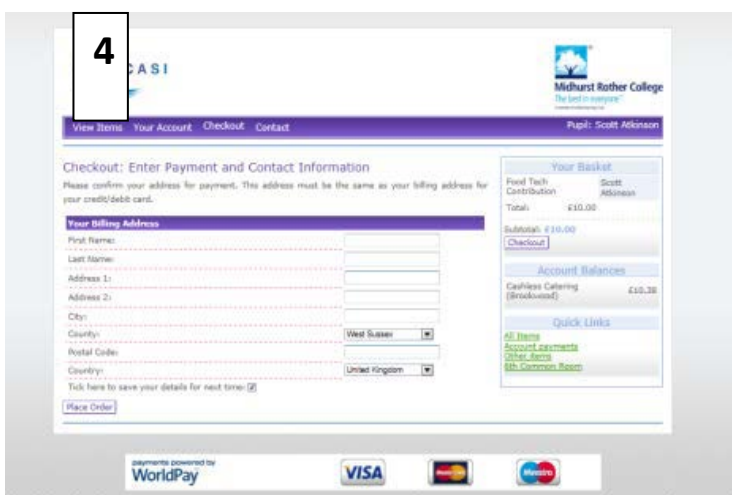 4
CASI
Midhurst Rother College
The best in everyone™
View Items Your Account Checkout Contact
Pupil: Scott Atkinson
Checkout: Enter Payment and Contact Information
Please confirm your address for payment. This address must be the same as your billing address for
your credit/debit card.
Your Billing Address
First Name:
Last Name:
Address 1:
Address 2:
City:
County: West Sussex
Postal Code:
Country: United Kingdom
Tick here to save your details for next time:
Place Order
Your Basket
Food Tech Scott
Contribution Atkinson
Total: £10.00
Subtotal: £10.00
Checkout
Account Balances
Cashless Catering £10.38
(Brookwood)
Quick Links
All Items
Account payments
Other items
6th Common Room
payments powered by
WorldPay
VISA
MasterCard
Maestro